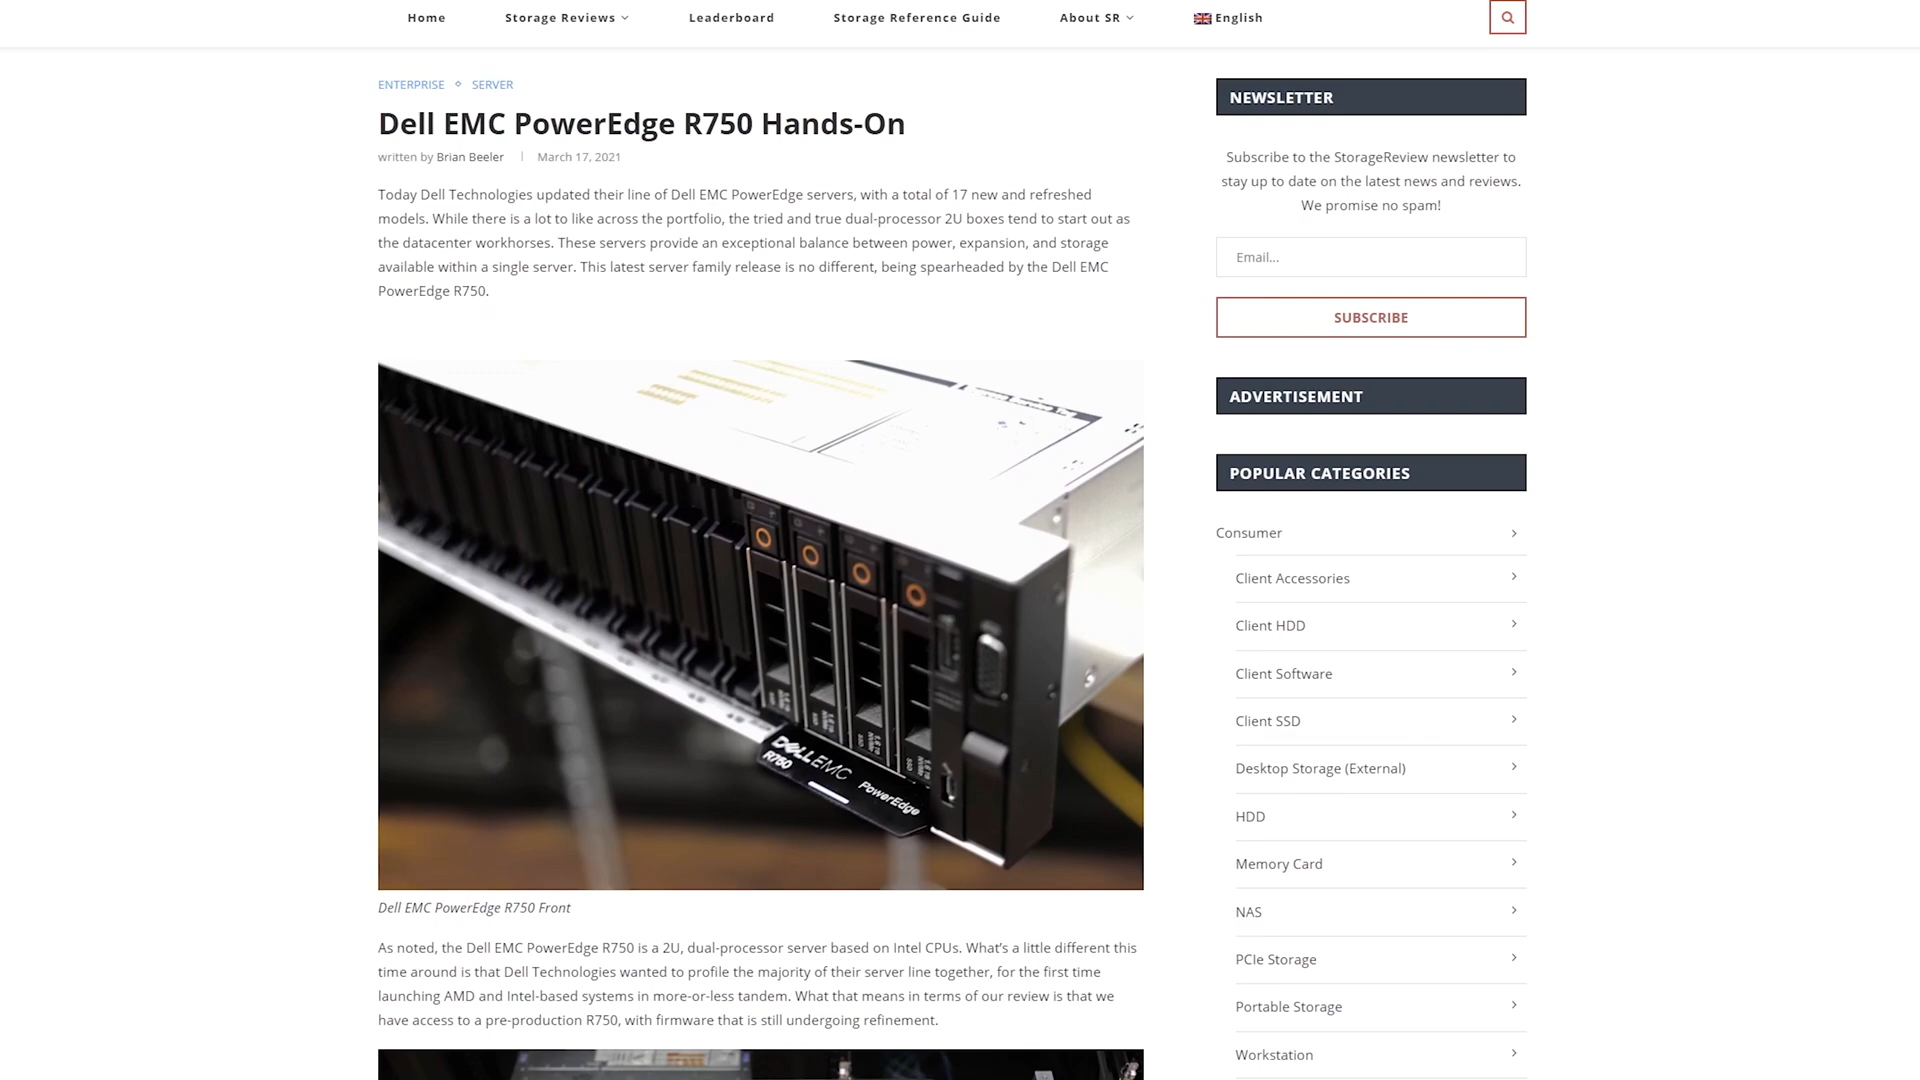 Home
Storage Reviews
Leaderboard
Storage Reference Guide
About SR
English
ENTERPRISE
SERVER
Dell EMC PowerEdge R750 Hands-On
written by Brian Beeler | March 17, 2021
Today Dell Technologies updated their line of Dell EMC PowerEdge servers, with a total of 17 new and refreshed
models. While there is a lot to like across the portfolio, the tried and true dual-processor 2U boxes tend to start out as
the datacenter workhorses. These servers provide an exceptional balance between power, expansion, and storage
available within a single server. This latest server family release is no different, being spearheaded by the Dell EMC
PowerEdge R750.
DELLEMC
R750
PowerEdge
Dell EMC PowerEdge R750 Front
As noted, the Dell EMC PowerEdge R750 is a 2U, dual-processor server based on Intel CPUs. What's a little different this
time around is that Dell Technologies wanted to profile the majority of their server line together, for the first time
launching AMD and Intel-based systems in more-or-less tandem. What that means in terms of our review is that we
have access to a pre-production R750, with firmware that is still undergoing refinement.
NEWSLETTER
Subscribe to the StorageReview newsletter to
stay up to date on the latest news and reviews.
We promise no spam!
Email...
SUBSCRIBE
ADVERTISEMENT
POPULAR CATEGORIES
Consumer
Client Accessories
Client HDD
Client Software
Client SSD
Desktop Storage (External)
HDD
Memory Card
NAS
PCIe Storage
Portable Storage
Workstation